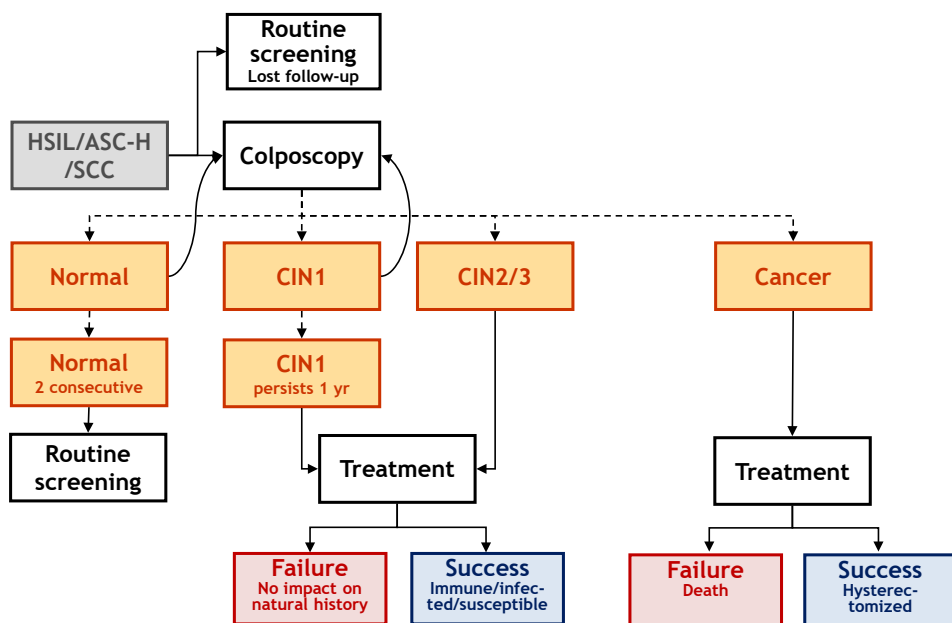 Routine
screening
Lost follow-up
HSIL/ASC-H
/SCC
Colposcopy
Normal
CIN1
CIN2/3
Cancer
Normal
2 consecutive
CIN1
persists 1 yr
Routine
screening
Treatment
Treatment
Failure
No impact on
natural history
Success
Immune/infec-
ted/susceptible
Failure
Death
Success
Hysterec-
tomized